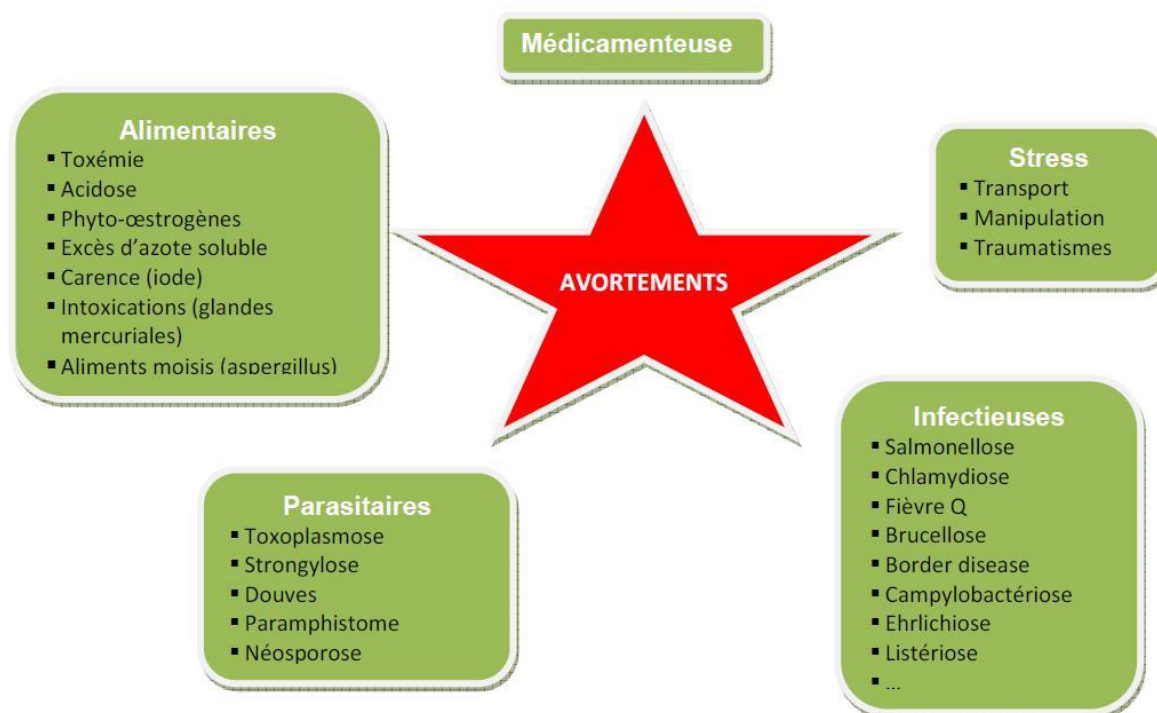 Médicamenteuse
Alimentaires
▪ Toxémie
▪ Acidose
▪ Phyto-œstrogènes
▪ Excès d’azote soluble
▪ Carence (iode)
▪ Intoxications (glandes
mercuriales)
▪ Aliments moisis (aspergillus)
Stress
▪ Transport
▪ Manipulation
▪ Traumatismes
AVORTEMENTS
Parasitaires
▪ Toxoplasmose
▪ Strongylose
▪ Douves
▪ Paramphistome
▪ Néosporose
Infectieuses
▪ Salmonellose
▪ Chlamydiose
▪ Fièvre Q
▪ Brucellose
▪ Border disease
▪ Campylobactériose
▪ Ehrlichiose
▪ Listériose
▪ ...